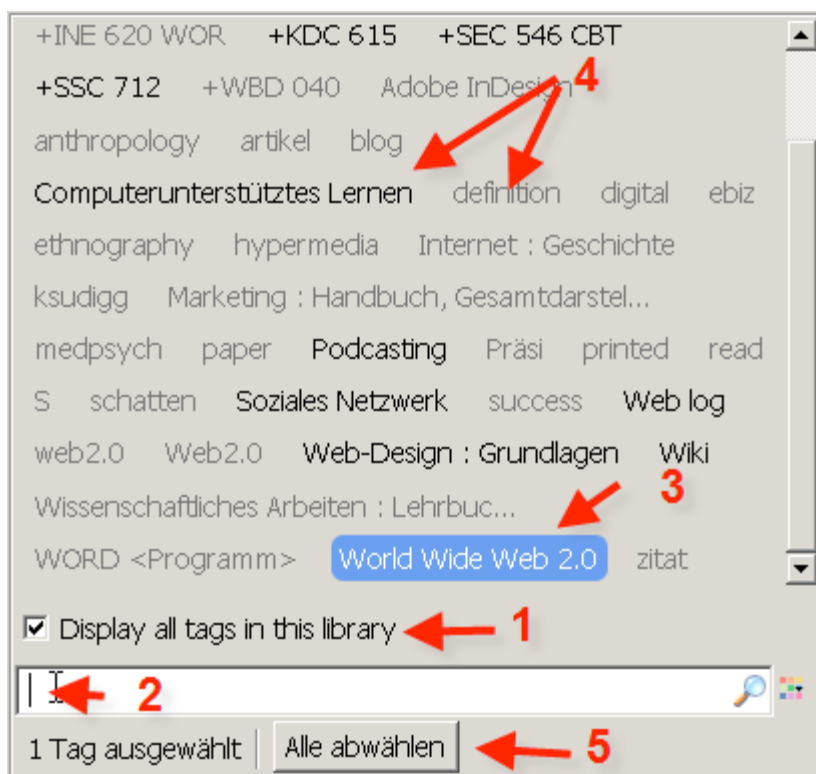 +INE 620 WOR +KDC 615 +SEC 546 CBT
+SSC 712 +WBD 040 Adobe InDesign 4
anthropology artikel blog
Computerunterstütztes Lernen definition digital ebiz
ethnography hypermedia Internet : Geschichte
ksudigg Marketing : Handbuch, Gesamtdarstel...
medpsych paper Podcasting Präsi printed read
S schatten Soziales Netzwerk success Web log
web2.0 Web2.0 Web-Design : Grundlagen Wiki
Wissenschaftliches Arbeiten : Lehrbuc... 3
WORD <Programm> World Wide Web 2.0 zitat
Display all tags in this library 1
2
1 Tag ausgewählt Alle abwählen 5